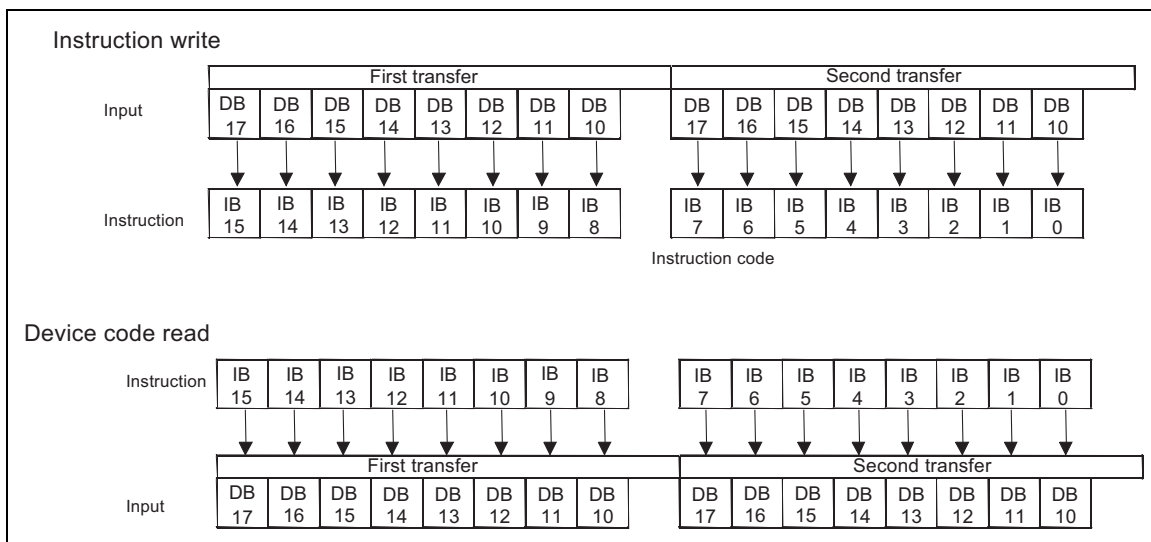 Instruction write
First transfer Second transfer
Input DB 17 DB 16 DB 15 DB 14 DB 13 DB 12 DB 11 DB 10 DB 17 DB 16 DB 15 DB 14 DB 13 DB 12 DB 11 DB 10
Instruction IB 15 IB 14 IB 13 IB 12 IB 11 IB 10 IB 9 IB 8 IB 7 IB 6 IB 5 IB 4 IB 3 IB 2 IB 1 IB 0
Instruction code
Device code read
Instruction IB 15 IB 14 IB 13 IB 12 IB 11 IB 10 IB 9 IB 8 IB 7 IB 6 IB 5 IB 4 IB 3 IB 2 IB 1 IB 0
First transfer Second transfer
Input DB 17 DB 16 DB 15 DB 14 DB 13 DB 12 DB 11 DB 10 DB 17 DB 16 DB 15 DB 14 DB 13 DB 12 DB 11 DB 10